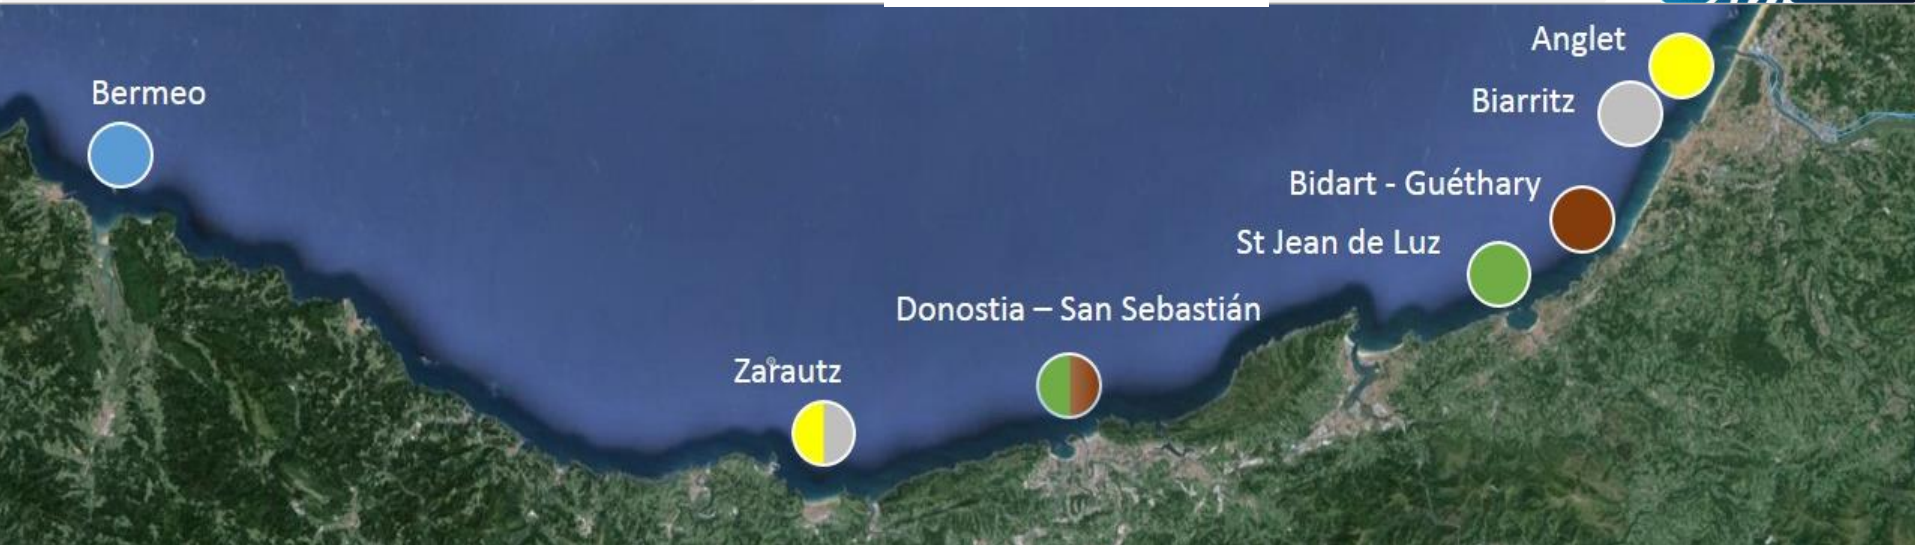 Anglet
Bermeo
Biarritz
Bidart - Guéthary
St Jean de Luz
Donostia – San Sebastián
Zarautz